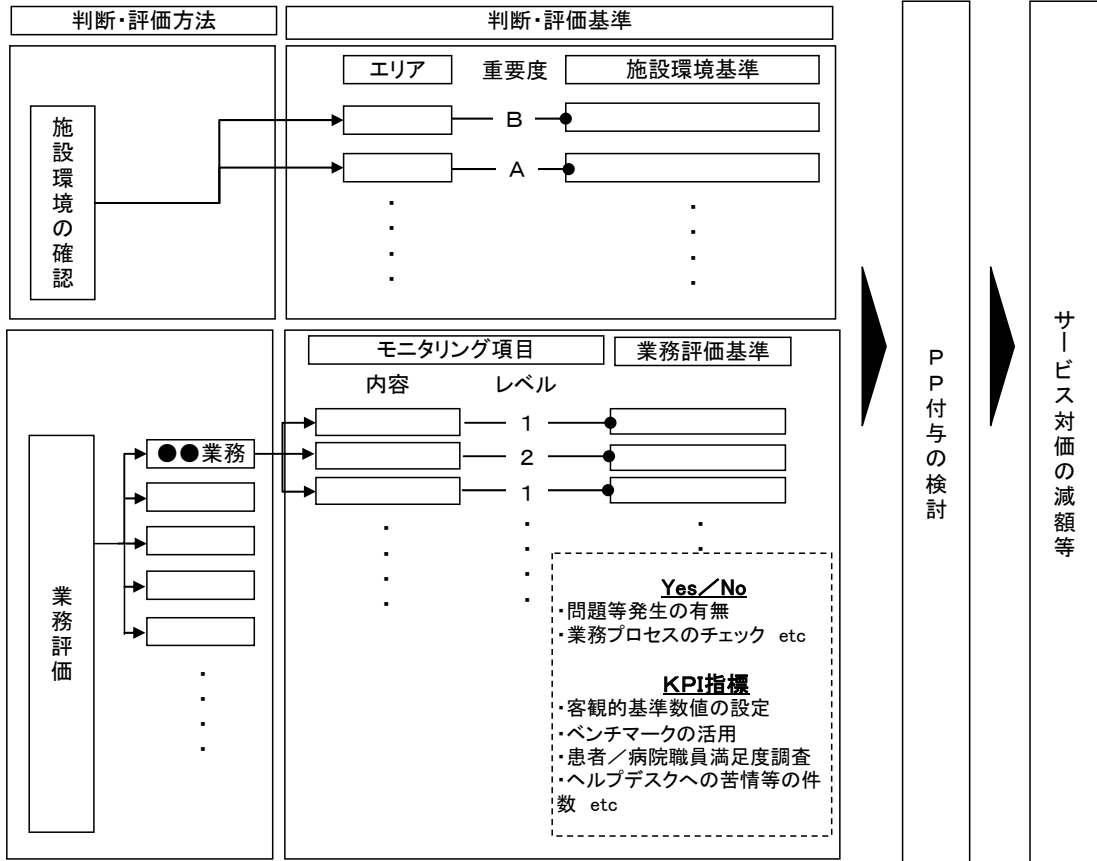 判断・評価方法
判断・評価基準
エリア
重要度
施設環境基準
施設環境の確認
B
A
モニタリング項目
業務評価基準
内容
レベル
業務評価
●●業務
1
2
1
Yes／No
・問題等発生の有無
・業務プロセスのチェック etc
KPI指標
・客観的基準数値の設定
・ベンチマークの活用
・患者／病院職員満足度調査
・ヘルプデスクへの苦情等の件
数 etc
PP付与の検討
サービス対価の減額等